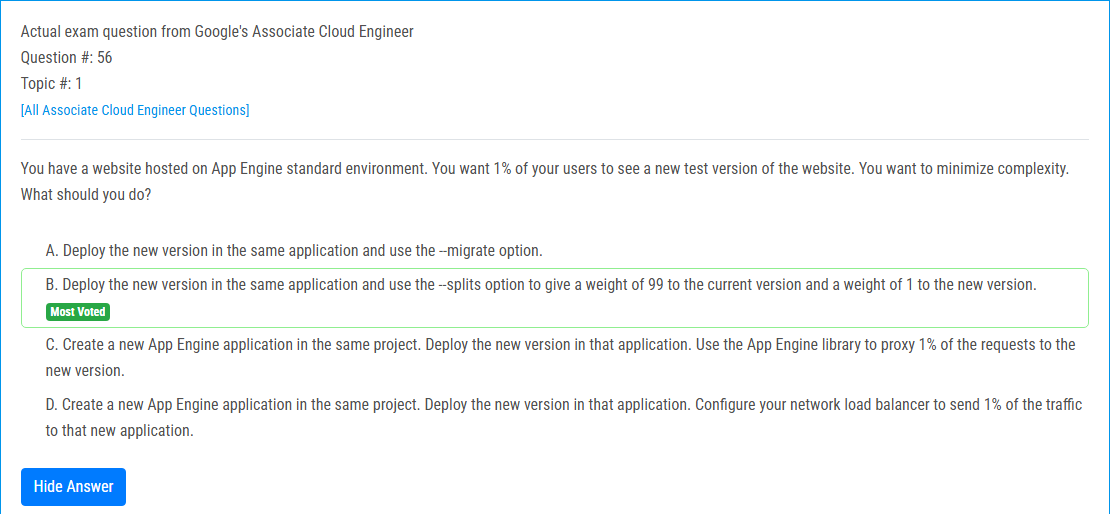 Actual exam question from Google's Associate Cloud Engineer
Question #: 56
Topic #: 1
[All Associate Cloud Engineer Questions]
You have a website hosted on App Engine standard environment. You want 1% of your users to see a new test version of the website. You want to minimize complexity.
What should you do?
A. Deploy the new version in the same application and use the --migrate option.
B. Deploy the new version in the same application and use the --splits option to give a weight of 99 to the current version and a weight of 1 to the new version.
Most Voted
C. Create a new App Engine application in the same project. Deploy the new version in that application. Use the App Engine library to proxy 1% of the requests to the
new version.
D. Create a new App Engine application in the same project. Deploy the new version in that application. Configure your network load balancer to send 1% of the traffic
to that new application.
Hide Answer